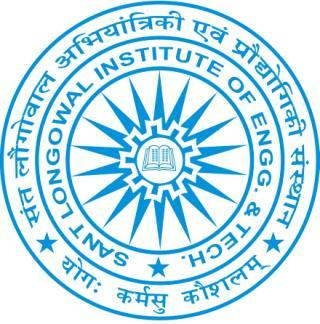 संत लौंगोवाल अभियांत्रिकी एवं प्रौद्योगिकी संस्थान
SANT LONGOWAL INSTITUTE OF ENGG. & TECH.
योगः कर्मसु कौशलम्